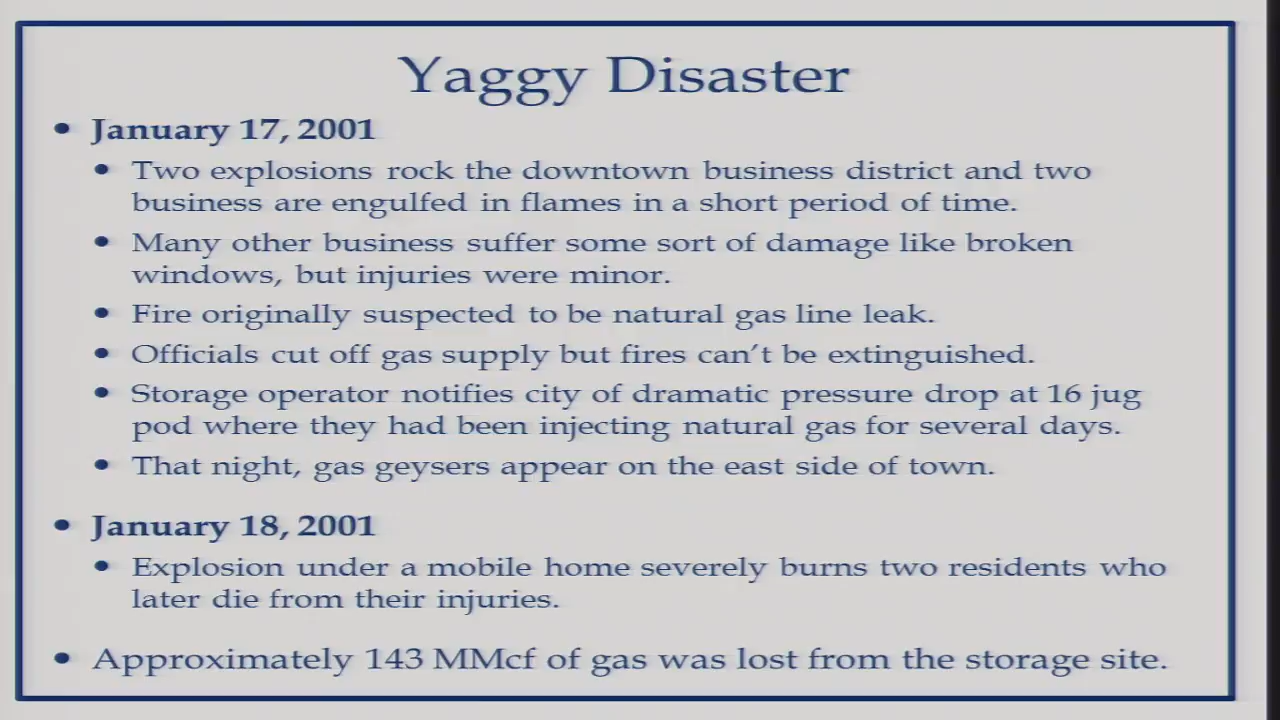 Yaggy Disaster
• January 17, 2001
• Two explosions rock the downtown business district and two
business are engulfed in flames in a short period of time.
• Many other business suffer some sort of damage like broken
windows, but injuries were minor.
• Fire originally suspected to be natural gas line leak.
• Officials cut off gas supply but fires can't be extinguished.
• Storage operator notifies city of dramatic pressure drop at 16 jug
pod where they had been injecting natural gas for several days.
• That night, gas geysers appear on the east side of town.
• January 18, 2001
• Explosion under a mobile home severely burns two residents who
later die from their injuries.
• Approximately 143 MMcf of gas was lost from the storage site.